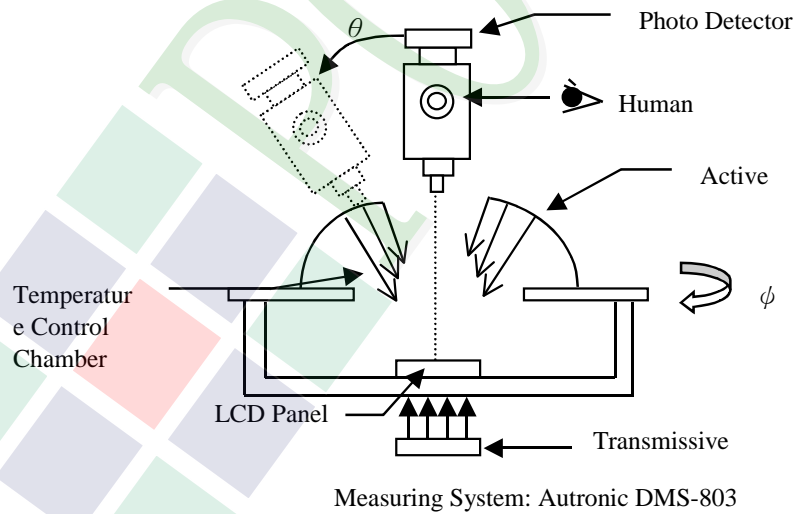 Photo Detector
θ
Human
Active
Temperatur
e Control
Chamber
ϕ
LCD Panel
Transmissive
Measuring System: Autronic DMS-803